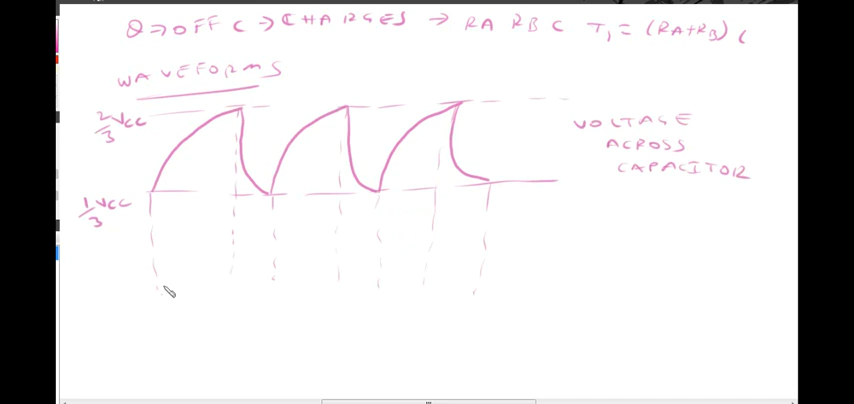 Q ⇒ OFF C → CHARGES → RA RB C T₁ = (RA+RB) C
WAVEFORMS
2/3 VCC
VOLTAGE
ACROSS
CAPACITOR
1/3 VCC